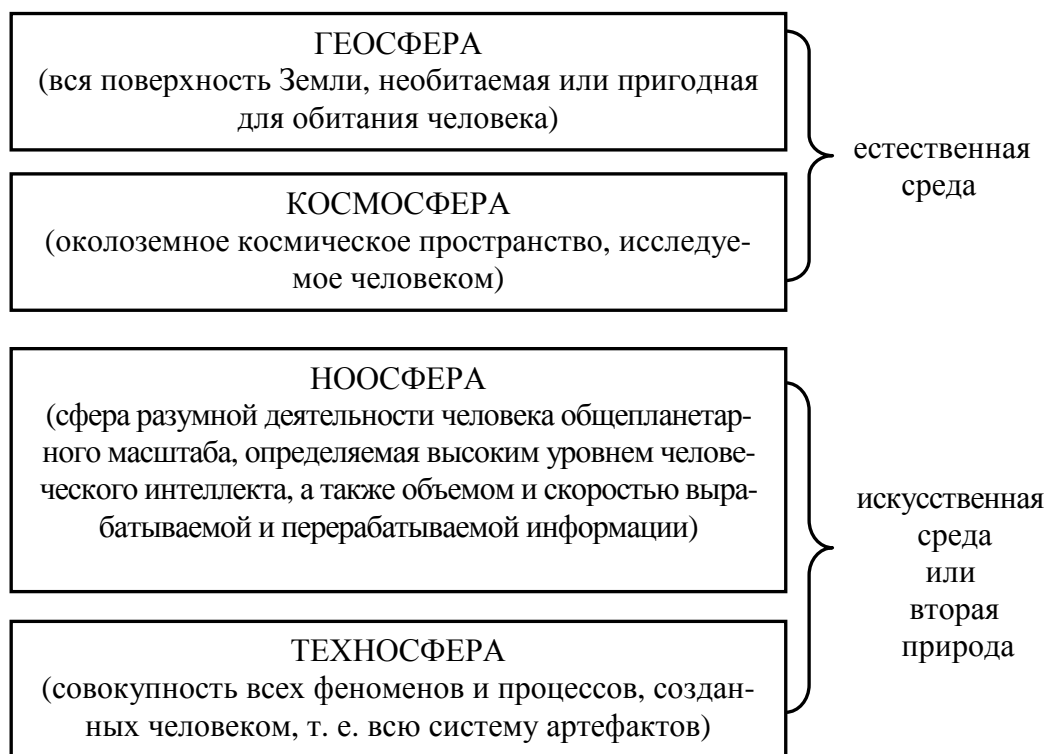 ГЕОСФЕРА
(вся поверхность Земли, необитаемая или пригодная
для обитания человека)
КОСМОСФЕРА
(околоземное космическое пространство, исследуе-
мое человеком)
естественная
среда
НООСФЕРА
(сфера разумной деятельности человека общепланетар-
ного масштаба, определяемая высоким уровнем челове-
ческого интеллекта, а также объемом и скоростью выра-
батываемой и перерабатываемой информации)
ТЕХНОСФЕРА
(совокупность всех феноменов и процессов, создан-
ных человеком, т. е. всю систему артефактов)
искусственная
среда
или
вторая
природа